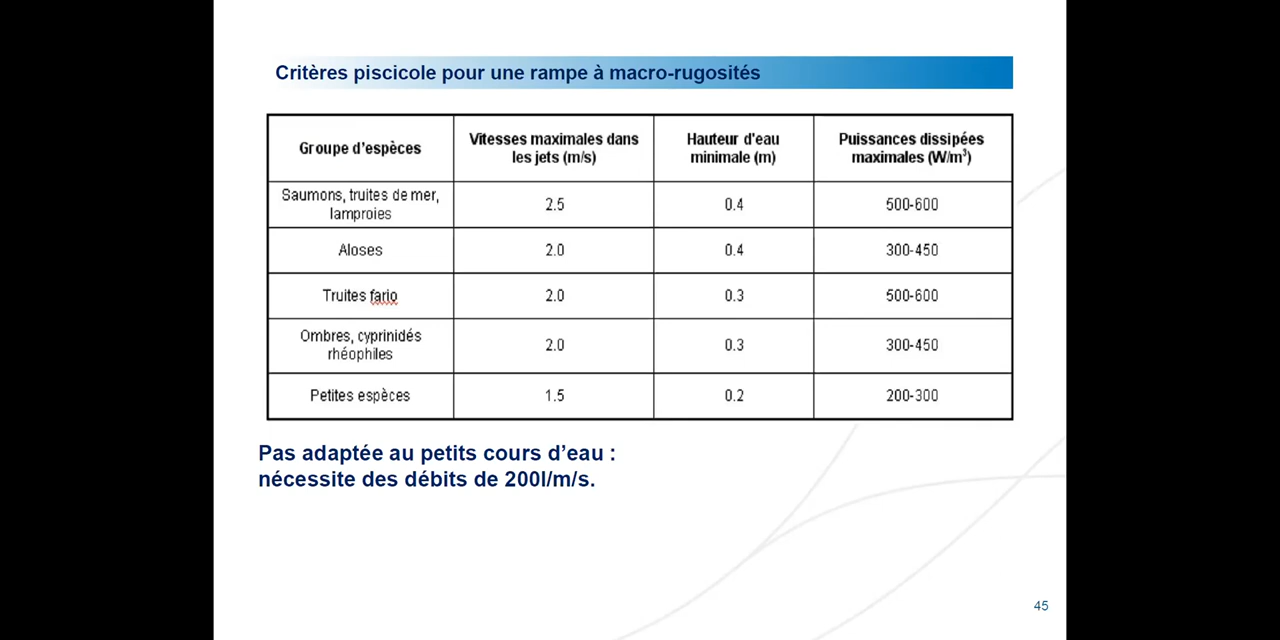 Critères piscicole pour une rampe à macro-rugosités
Groupe d'espèces
Vitesses maximales dans
les jets (m/s)
Hauteur d'eau
minimale (m)
Puissances dissipées
maximales (W/m³)
Saumons, truites de mer,
lamproies
2.5
0.4
500-600
Aloses
2.0
0.4
300-450
Truites fario
2.0
0.3
500-600
Ombres, cyprinidés
rhéophiles
2.0
0.3
300-450
Petites espèces
1.5
0.2
200-300
Pas adaptée au petits cours d’eau :
nécessite des débits de 200l/m/s.
45